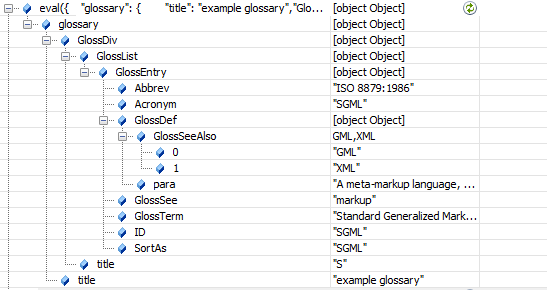 eval({ "glossary": { "title": "example glossary","Glo... [object Object]
glossary [object Object]
GlossDiv [object Object]
GlossList [object Object]
GlossEntry [object Object]
Abbrev "ISO 8879:1986"
Acronym "SGML"
GlossDef [object Object]
GlossSeeAlso GML,XML
0 "GML"
1 "XML"
para "A meta-markup language, ...
GlossSee "markup"
GlossTerm "Standard Generalized Mark...
ID "SGML"
SortAs "SGML"
title "S"
title "example glossary"